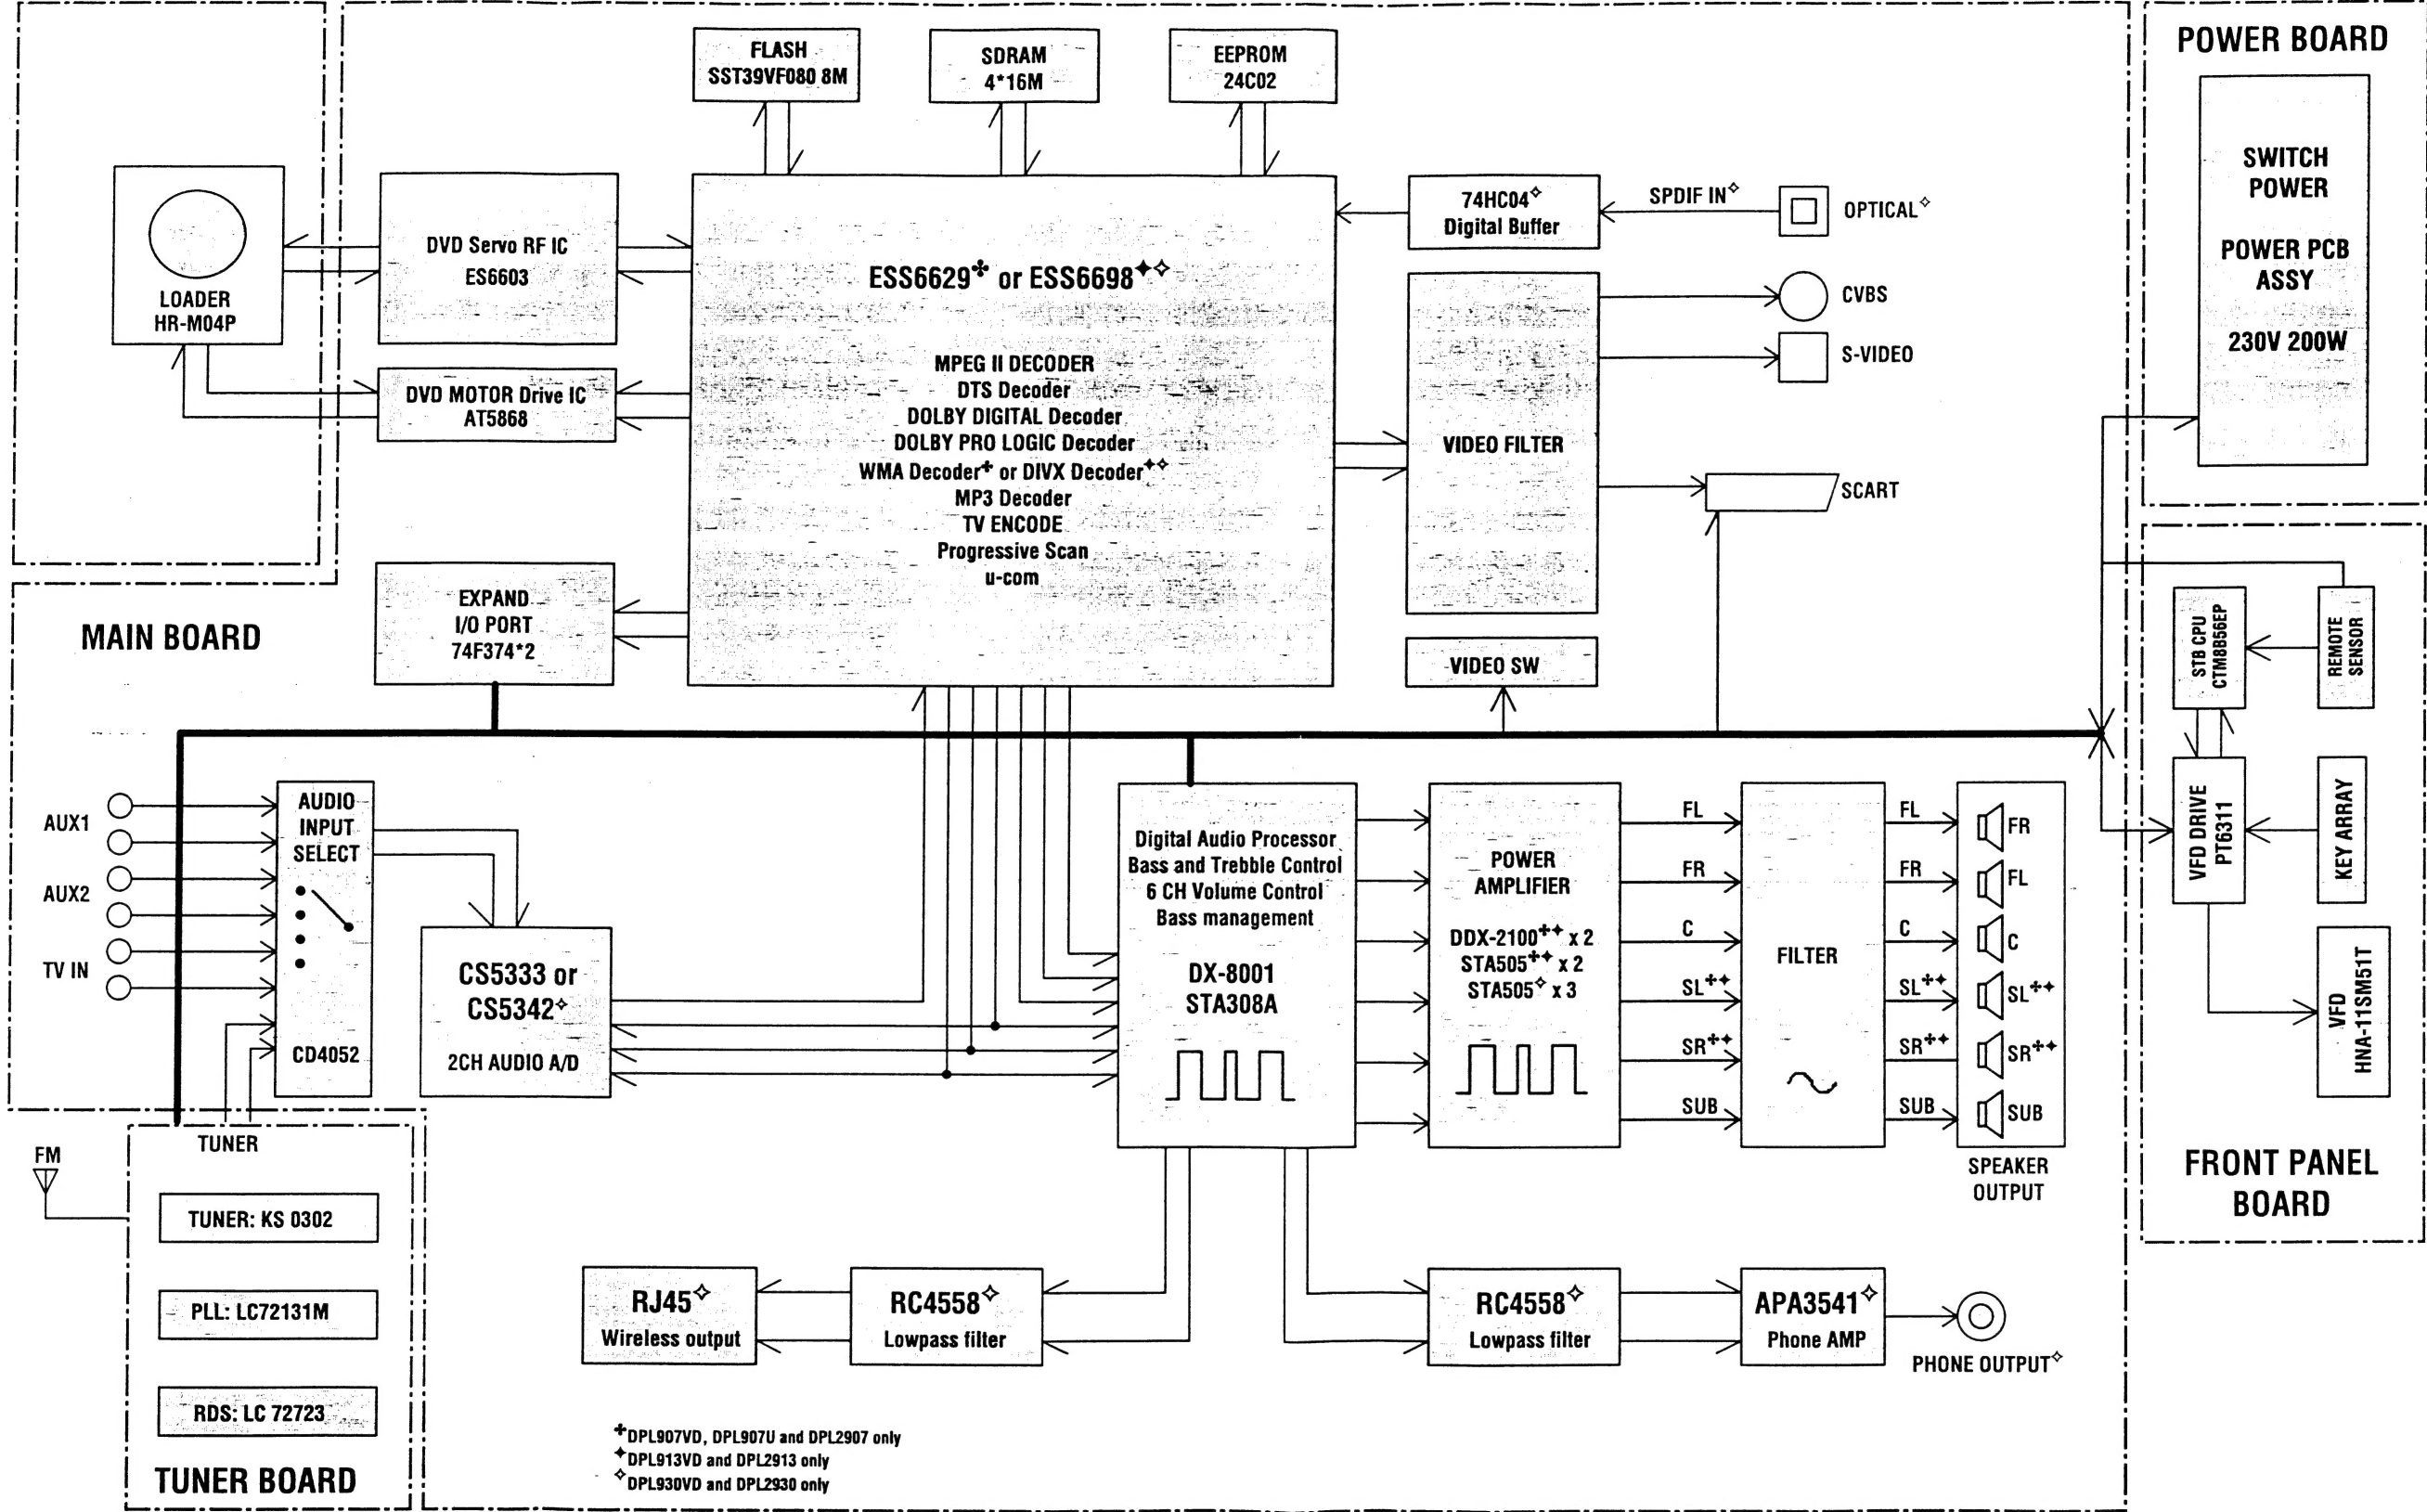 FLASH
SST39VF080 8M
SDRAM
4*16M
EEPROM
24C02
POWER BOARD
SWITCH
POWER
POWER PCB
ASSY
230V 200W
LOADER
HR-M04P
DVD Servo RF IC
ES6603
DVD MOTOR Drive IC
AT5868
ESS6629✤ or ESS6698✦✧
MPEG II DECODER
DTS Decoder
DOLBY DIGITAL Decoder
DOLBY PRO LOGIC Decoder
WMA Decoder✤ or DIVX Decoder✦✧
MP3 Decoder
TV ENCODE
Progressive Scan
u-com
74HC04✧
Digital Buffer
SPDIF IN✧
OPTICAL✧
CVBS
S-VIDEO
VIDEO FILTER
SCART
VIDEO SW
EXPAND
I/O PORT
74F374*2
MAIN BOARD
STB CPU
CTM8B56EP
REMOTE
SENSOR
VFD DRIVE
PT6311
KEY ARRAY
VFD
HNA-11SM51T
FRONT PANEL
BOARD
AUX1
AUX2
TV IN
AUDIO
INPUT
SELECT
CD4052
CS5333 or
CS5342✧
2CH AUDIO A/D
Digital Audio Processor
Bass and Trebble Control
6 CH Volume Control
Bass management
DX-8001
STA308A
POWER
AMPLIFIER
DDX-2100✤✦ x 2
STA505✤✦ x 2
STA505✧ x 3
FL
FR
C
SL✤✦
SR✤✦
SUB
FILTER
FL
FR
C
SL✤✦
SR✤✦
SUB
FR
FL
C
SL✤✦
SR✤✦
SUB
SPEAKER
OUTPUT
FM
TUNER
TUNER: KS 0302
PLL: LC72131M
RDS: LC 72723
TUNER BOARD
RJ45✧
Wireless output
RC4558✧
Lowpass filter
RC4558✧
Lowpass filter
APA3541✧
Phone AMP
PHONE OUTPUT✧
✤DPL907VD, DPL907U and DPL2907 only
✦DPL913VD and DPL2913 only
✧DPL930VD and DPL2930 only